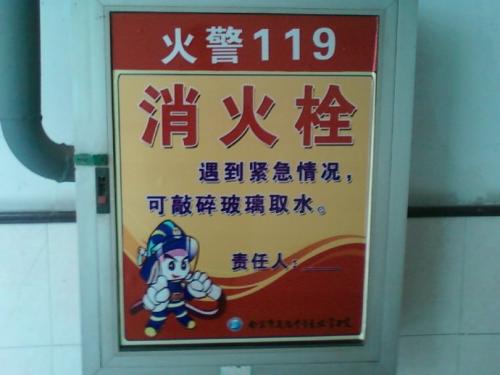 火警119
消火栓
遇到紧急情况，
可敲碎玻璃取水。
责任人：